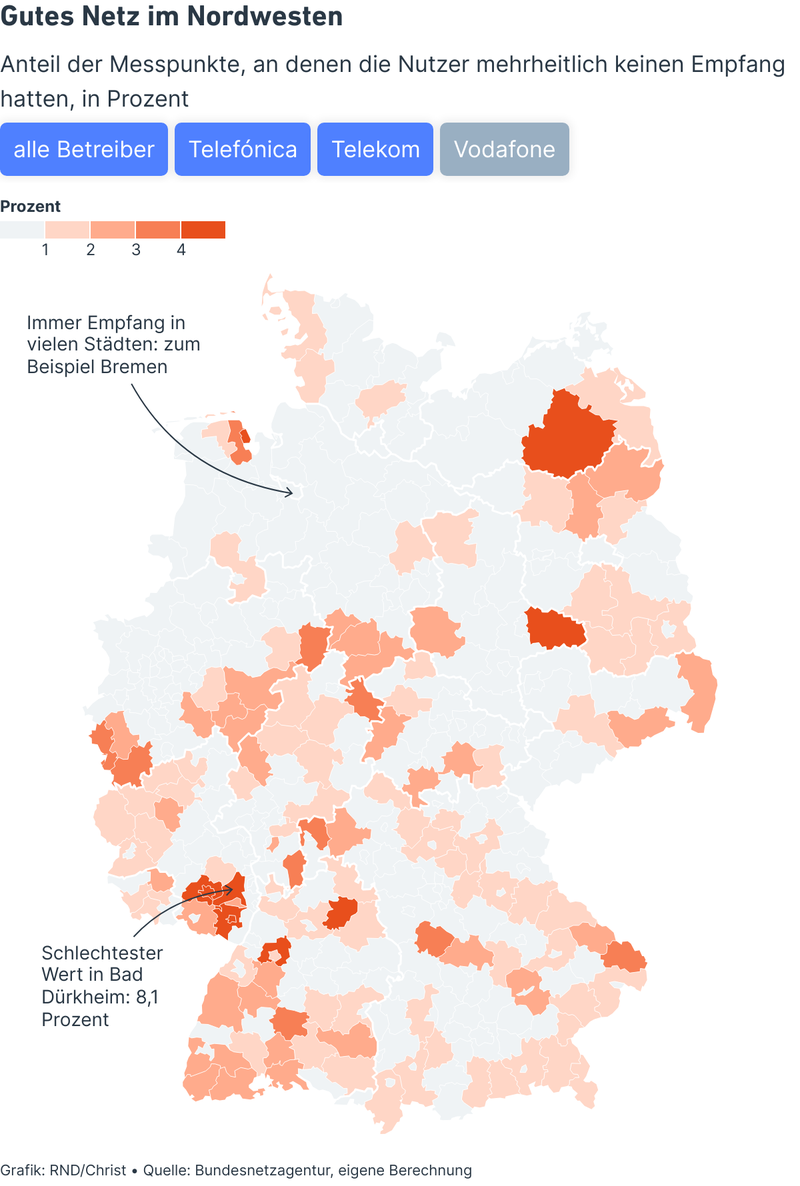 Gutes Netz im Nordwesten
Anteil der Messpunkte, an denen die Nutzer mehrheitlich keinen Empfang
hatten, in Prozent
alle Betreiber Telefónica Telekom Vodafone
Prozent
1 2 3 4
Immer Empfang in
vielen Städten: zum
Beispiel Bremen
Schlechtester
Wert in Bad
Dürkheim: 8,1
Prozent
Grafik: RND/Christ • Quelle: Bundesnetzagentur, eigene Berechnung